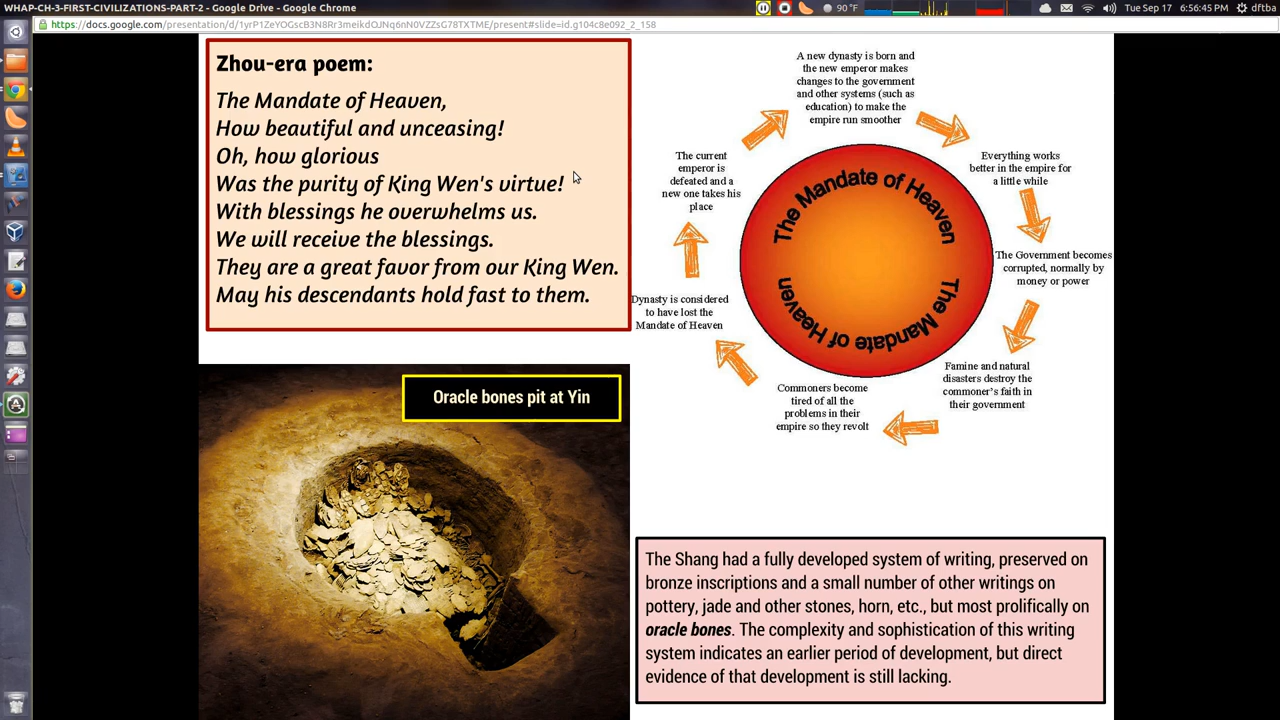 WHAP-CH-3-FIRST-CIVILIZATIONS-PART-2 - Google Drive - Google Chrome
90 °F
Tue Sep 17
6:56:45 PM
dftba
https://docs.google.com/presentation/d/1yrP1ZeYOGscB3N8Rr3meikdOJNq6nN0VZZsG78TXTME/present#slide=id.g104c8e092_2_158
Zhou-era poem:
The Mandate of Heaven,
How beautiful and unceasing!
Oh, how glorious
Was the purity of King Wen's virtue!
With blessings he overwhelms us.
We will receive the blessings.
They are a great favor from our King Wen.
May his descendants hold fast to them.
A new dynasty is born and
the new emperor makes
changes to the government
and other systems (such as
education) to make the
empire run smoother
Everything works
better in the empire for
a little while
The Government becomes
corrupted, normally by
money or power
Famine and natural
disasters destroy the
commoner's faith in
their government
Commoners become
tired of all the
problems in their
empire so they revolt
Dynasty is considered
to have lost the
Mandate of Heaven
The current
emperor is
defeated and a
new one takes his
place
The Mandate of Heaven
The Mandate of Heaven
Oracle bones pit at Yin
The Shang had a fully developed system of writing, preserved on
bronze inscriptions and a small number of other writings on
pottery, jade and other stones, horn, etc., but most prolifically on
oracle bones. The complexity and sophistication of this writing
system indicates an earlier period of development, but direct
evidence of that development is still lacking.